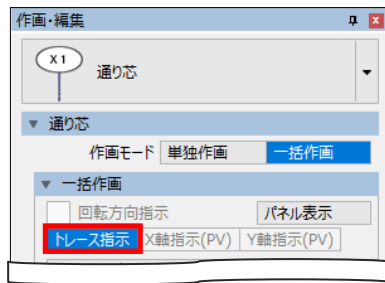 作画・編集
X1
通り芯
通り芯
作画モード 単独作画 一括作画
一括作画
回転方向指示 パネル表示
トレース指示 X軸指示(PV) Y軸指示(PV)